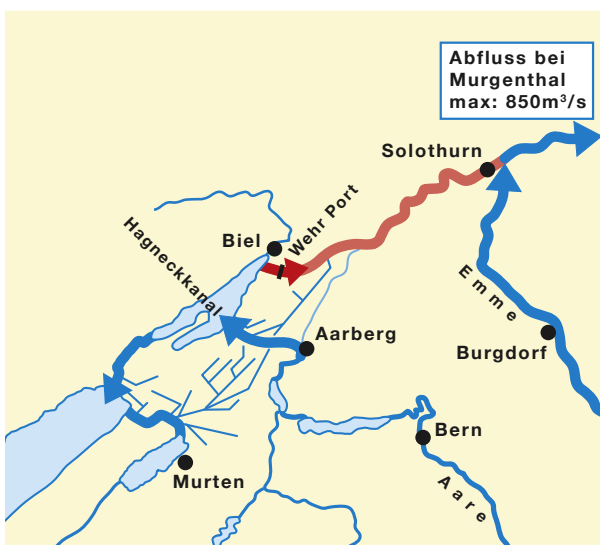 Abfluss bei
Murgenthal
max: 850m³/s
Solothurn
Wehr Port
Biel
Hagneckkanal
Emme
Aarberg
Burgdorf
Bern
Murten
Aare